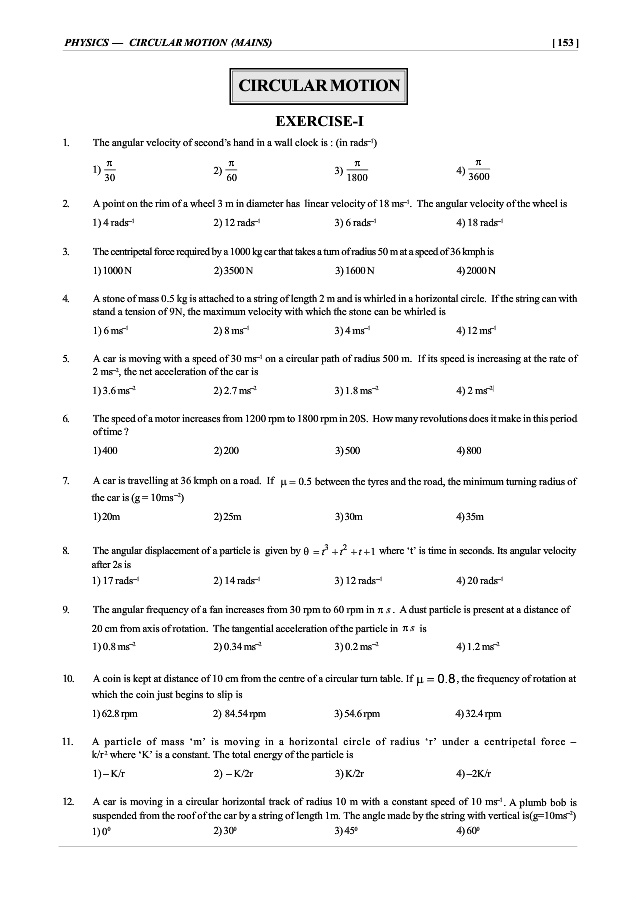 PHYSICS — CIRCULAR MOTION (MAINS) [ 153 ]
CIRCULAR MOTION
EXERCISE-I
1. The angular velocity of second's hand in a wall clock is : (in rads⁻¹)
1) π/30 2) π/60 3) π/1800 4) π/3600
2. A point on the rim of a wheel 3 m in diameter has linear velocity of 18 ms⁻¹. The angular velocity of the wheel is
1) 4 rads⁻¹ 2) 12 rads⁻¹ 3) 6 rads⁻¹ 4) 18 rads⁻¹
3. The centripetal force required by a 1000 kg car that takes a turn of radius 50 m at a speed of 36 kmph is
1) 1000 N 2) 3500 N 3) 1600 N 4) 2000 N
4. A stone of mass 0.5 kg is attached to a string of length 2 m and is whirled in a horizontal circle. If the string can with
stand a tension of 9N, the maximum velocity with which the stone can be whirled is
1) 6 ms⁻¹ 2) 8 ms⁻¹ 3) 4 ms⁻¹ 4) 12 ms⁻¹
5. A car is moving with a speed of 30 ms⁻¹ on a circular path of radius 500 m. If its speed is increasing at the rate of
2 ms⁻², the net acceleration of the car is
1) 3.6 ms⁻² 2) 2.7 ms⁻² 3) 1.8 ms⁻² 4) 2 ms⁻²|
6. The speed of a motor increases from 1200 rpm to 1800 rpm in 20S. How many revolutions does it make in this period
of time ?
1) 400 2) 200 3) 500 4) 800
7. A car is travelling at 36 kmph on a road. If μ = 0.5 between the tyres and the road, the minimum turning radius of
the car is (g = 10ms⁻²)
1) 20m 2) 25m 3) 30m 4) 35m
8. The angular displacement of a particle is given by θ = t³ + t² + t + 1 where 't' is time in seconds. Its angular velocity
after 2s is
1) 17 rads⁻¹ 2) 14 rads⁻¹ 3) 12 rads⁻¹ 4) 20 rads⁻¹
9. The angular frequency of a fan increases from 30 rpm to 60 rpm in π s. A dust particle is present at a distance of
20 cm from axis of rotation. The tangential acceleration of the particle in π s is
1) 0.8 ms⁻² 2) 0.34 ms⁻² 3) 0.2 ms⁻² 4) 1.2 ms⁻²
10. A coin is kept at distance of 10 cm from the centre of a circular turn table. If μ = 0.8, the frequency of rotation at
which the coin just begins to slip is
1) 62.8 rpm 2) 84.54 rpm 3) 54.6 rpm 4) 32.4 rpm
11. A particle of mass 'm' is moving in a horizontal circle of radius 'r' under a centripetal force –
k/r² where 'K' is a constant. The total energy of the particle is
1) – K/r 2) – K/2r 3) K/2r 4) –2K/r
12. A car is moving in a circular horizontal track of radius 10 m with a constant speed of 10 ms⁻¹. A plumb bob is
suspended from the roof of the car by a string of length 1m. The angle made by the string with vertical is(g=10ms⁻²)
1) 0⁰ 2) 30⁰ 3) 45⁰ 4) 60⁰